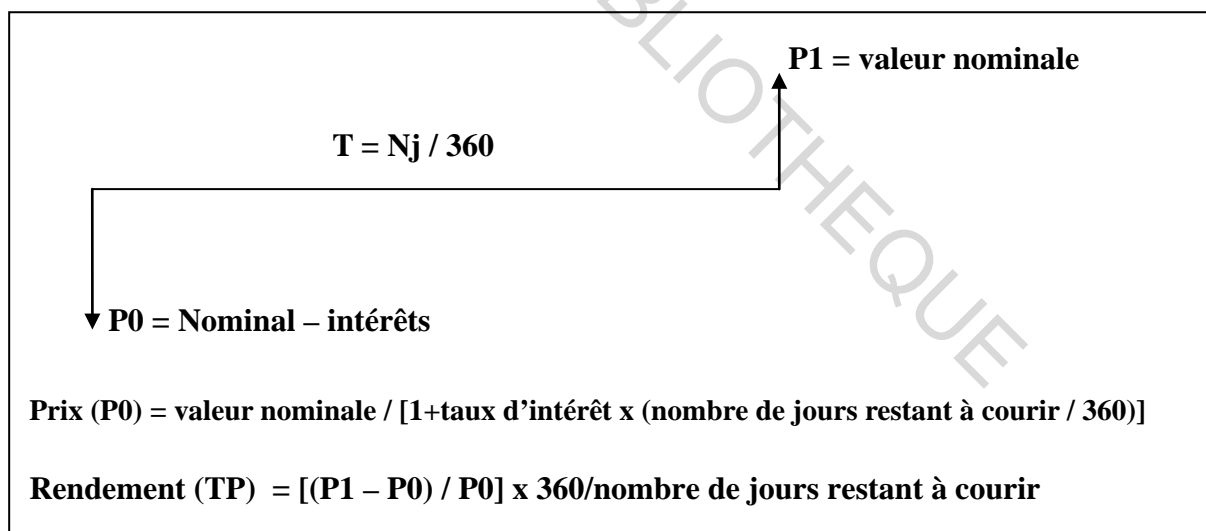 P1 = valeur nominale
T = Nj / 360
P0 = Nominal – intérêts
Prix (P0) = valeur nominale / [1+taux d’intérêt x (nombre de jours restant à courir / 360)]
Rendement (TP) = [(P1 – P0) / P0] x 360/nombre de jours restant à courir
BLIOTHEQUE